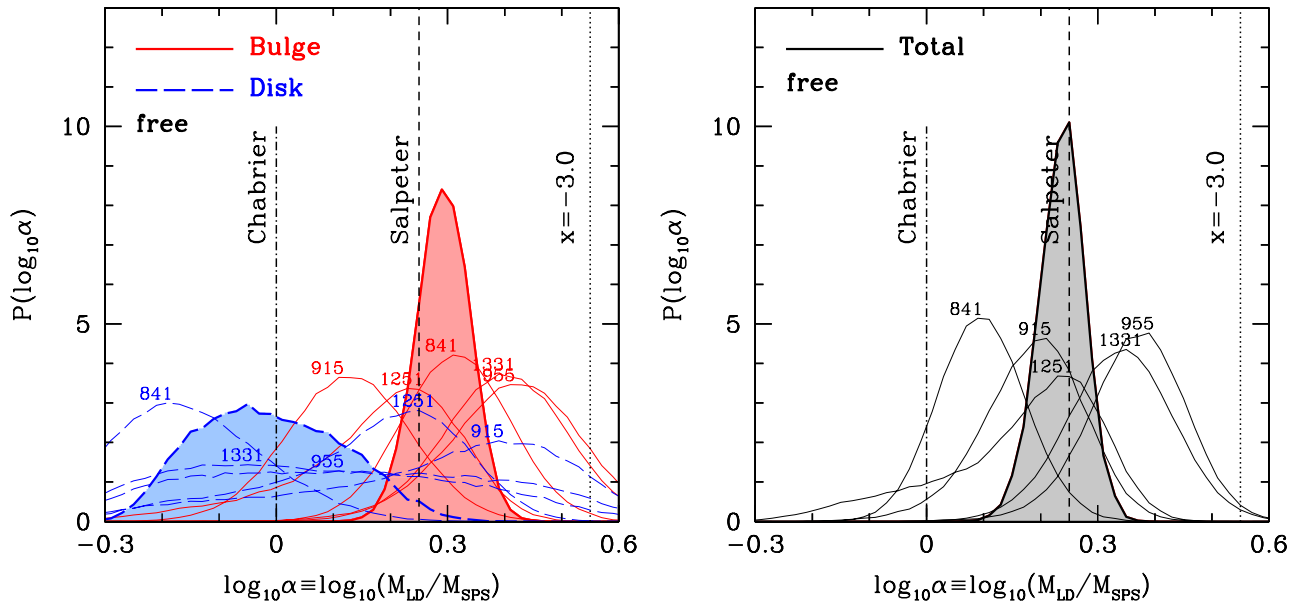 Bulge
Disk
free
Chabrier
Salpeter
x=−3.0
841
915
1251
841
1331
955
1251
915
1331
955
P(log10α)
10
5
0
−0.3
0
0.3
0.6
log10α≡log10(MLD/MSPS)
Total
free
Chabrier
Salpeter
x=−3.0
841
915
955
1331
1251
P(log10α)
10
5
0
−0.3
0
0.3
0.6
log10α≡log10(MLD/MSPS)